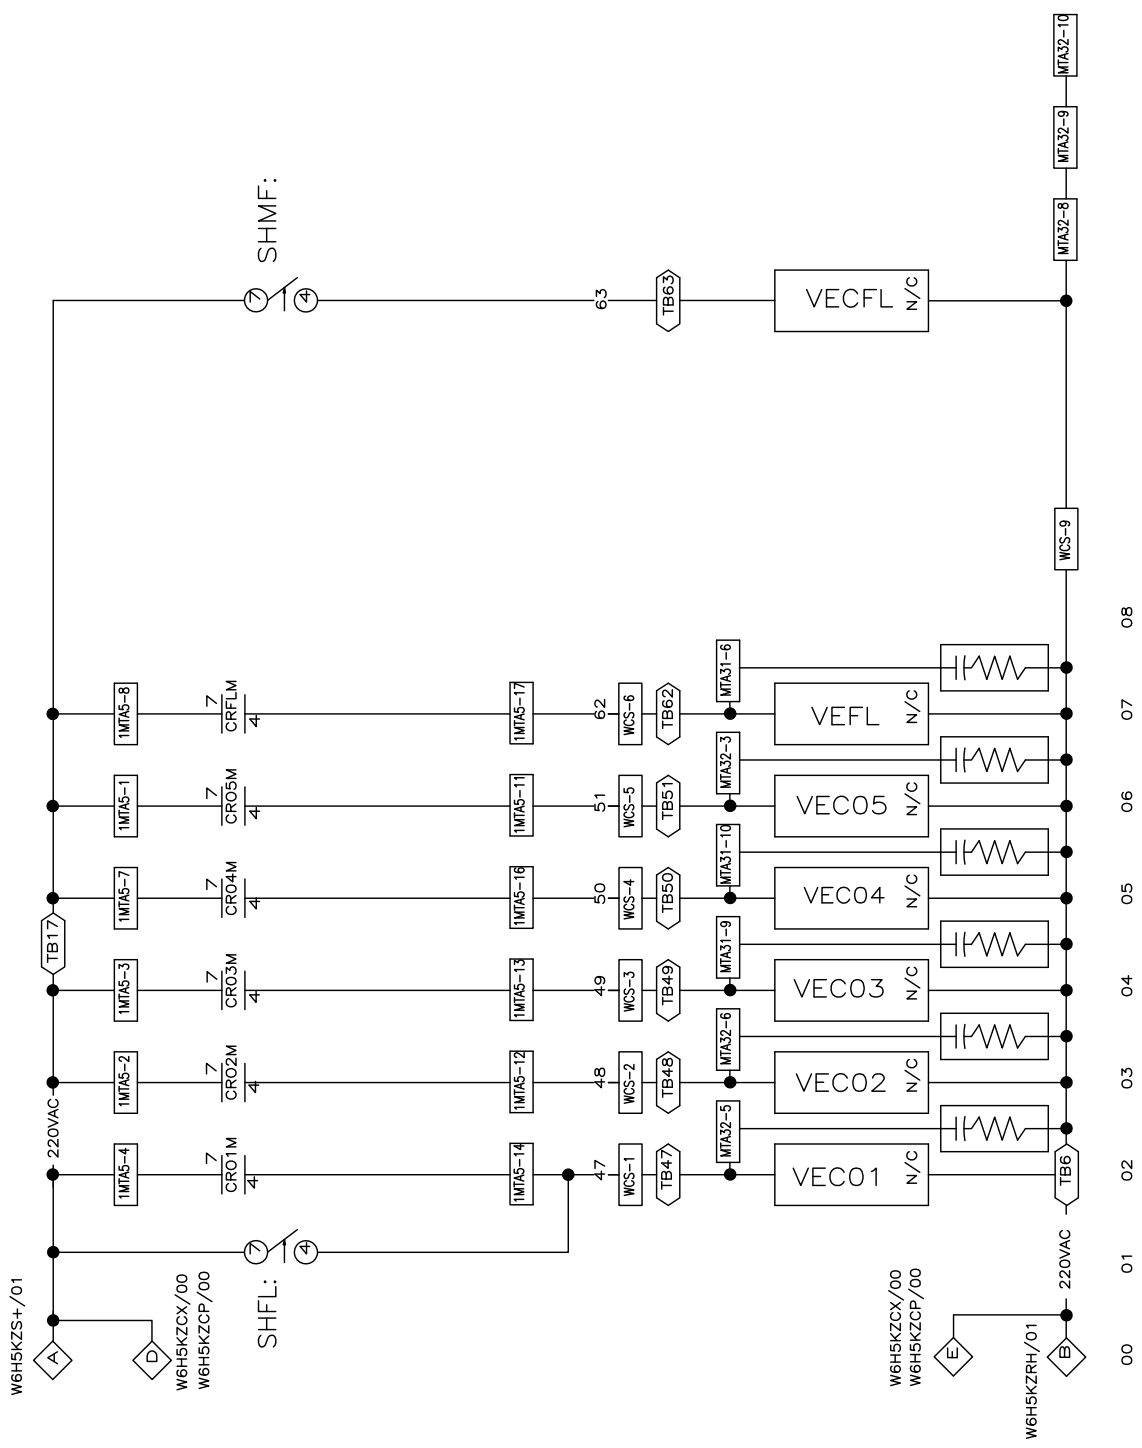 W6H5KZS+/01
A
D
W6H5KZCX/00
W6H5KZCP/00
220VAC
TB17
SHFL:
7
4
1MTA5-4
7
CR01M
4
1MTA5-14
47
WCS-1
TB47
MTA32-5
VEC01
N/C
1MTA5-2
7
CR02M
4
1MTA5-12
48
WCS-2
TB48
MTA32-6
VEC02
N/C
1MTA5-3
7
CR03M
4
1MTA5-13
49
WCS-3
TB49
MTA31-9
VEC03
N/C
1MTA5-7
7
CR04M
4
1MTA5-16
50
WCS-4
TB50
MTA31-10
VEC04
N/C
1MTA5-1
7
CR05M
4
1MTA5-11
51
WCS-5
TB51
MTA32-3
VEC05
N/C
1MTA5-8
7
CRFLM
4
1MTA5-17
62
WCS-6
TB62
MTA31-6
VEFL
N/C
SHMF:
7
4
63
TB63
VECFL
N/C
W6H5KZCX/00
W6H5KZCP/00
E
W6H5KZRH/01
B
220VAC
TB6
WCS-9
MTA32-8
MTA32-9
MTA32-10
00
01
02
03
04
05
06
07
08